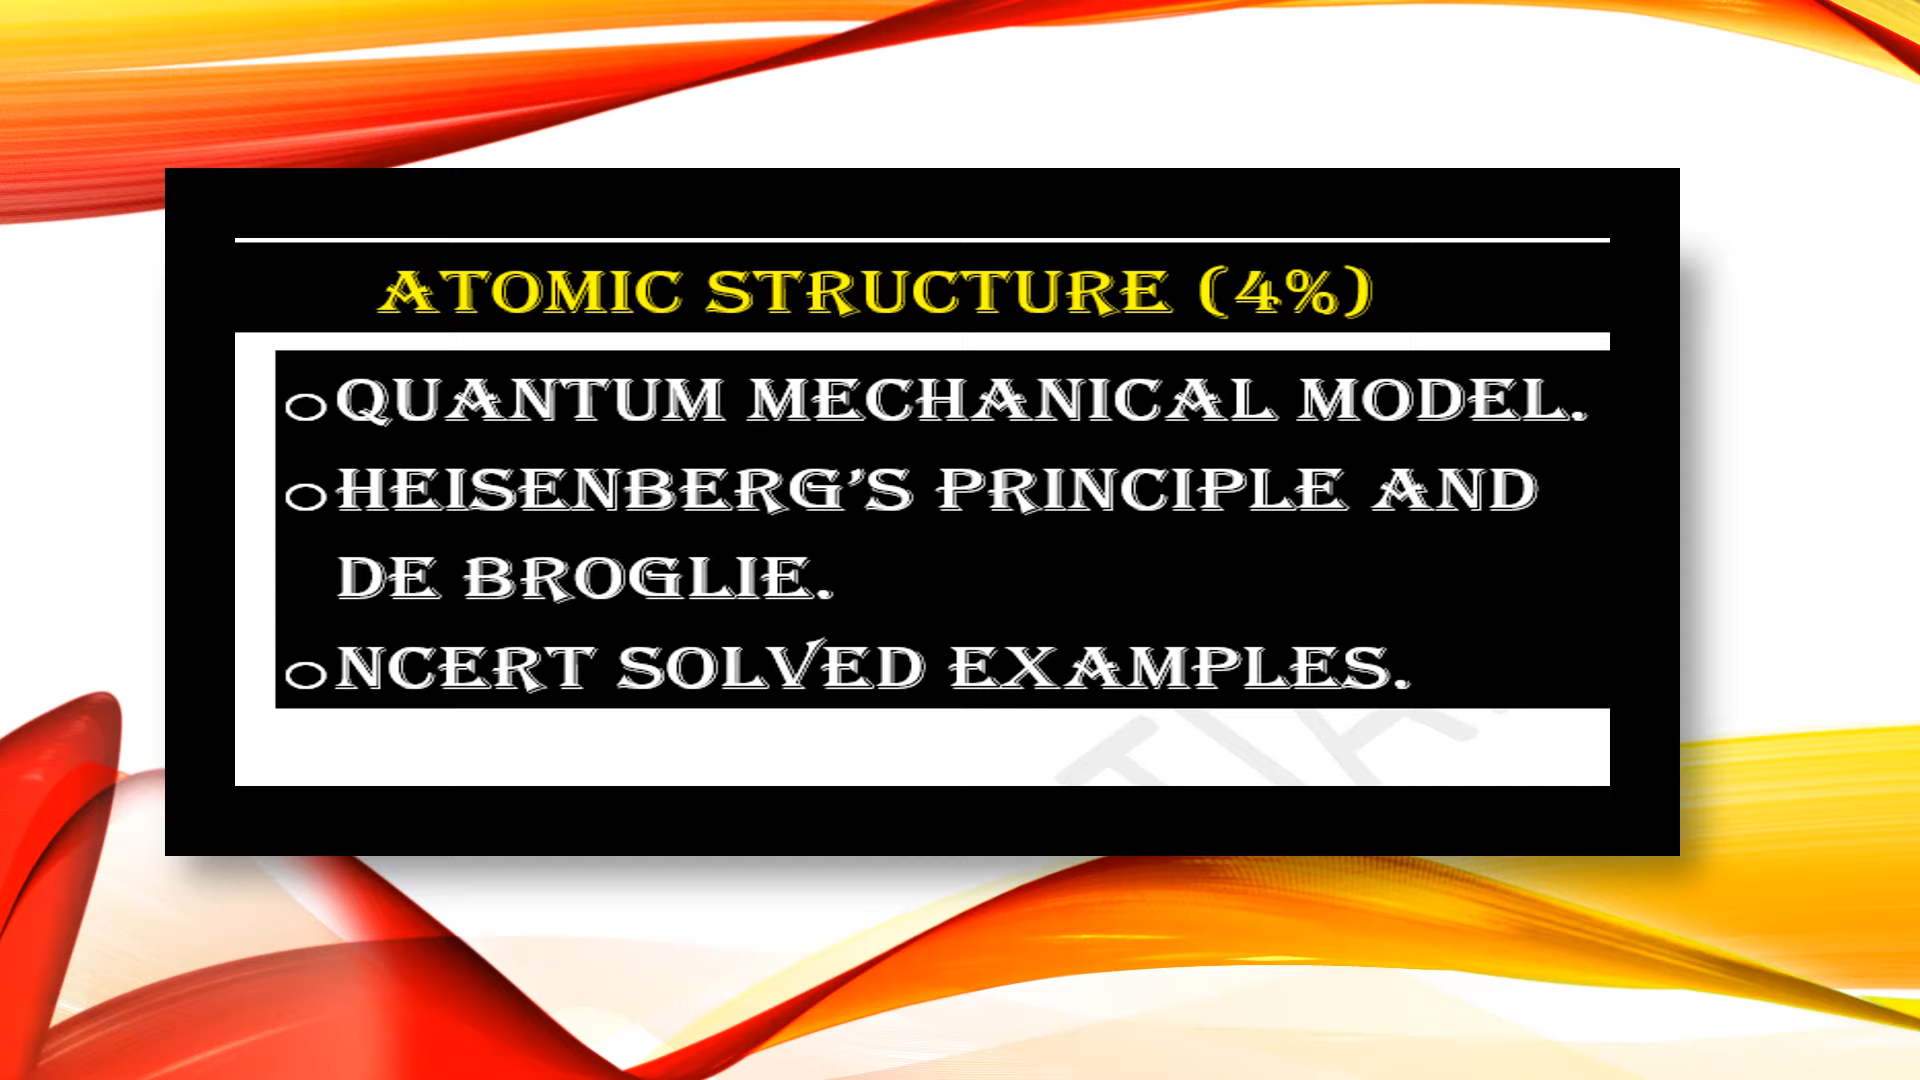 ATOMIC STRUCTURE (4%)
o QUANTUM MECHANICAL MODEL.
o HEISENBERG’S PRINCIPLE AND
DE BROGLIE.
o NCERT SOLVED EXAMPLES.